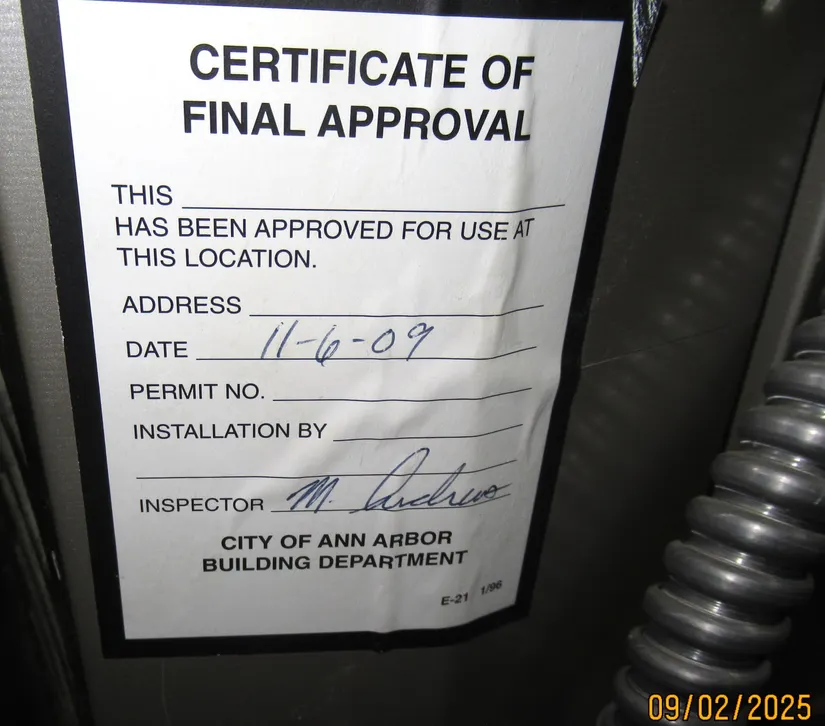 CERTIFICATE OF
FINAL APPROVAL
THIS
HAS BEEN APPROVED FOR USE AT
THIS LOCATION.
ADDRESS
DATE 11-6-09
PERMIT NO.
INSTALLATION BY
INSPECTOR M. Andrews
CITY OF ANN ARBOR
BUILDING DEPARTMENT
E-21 1/96
09/02/2025